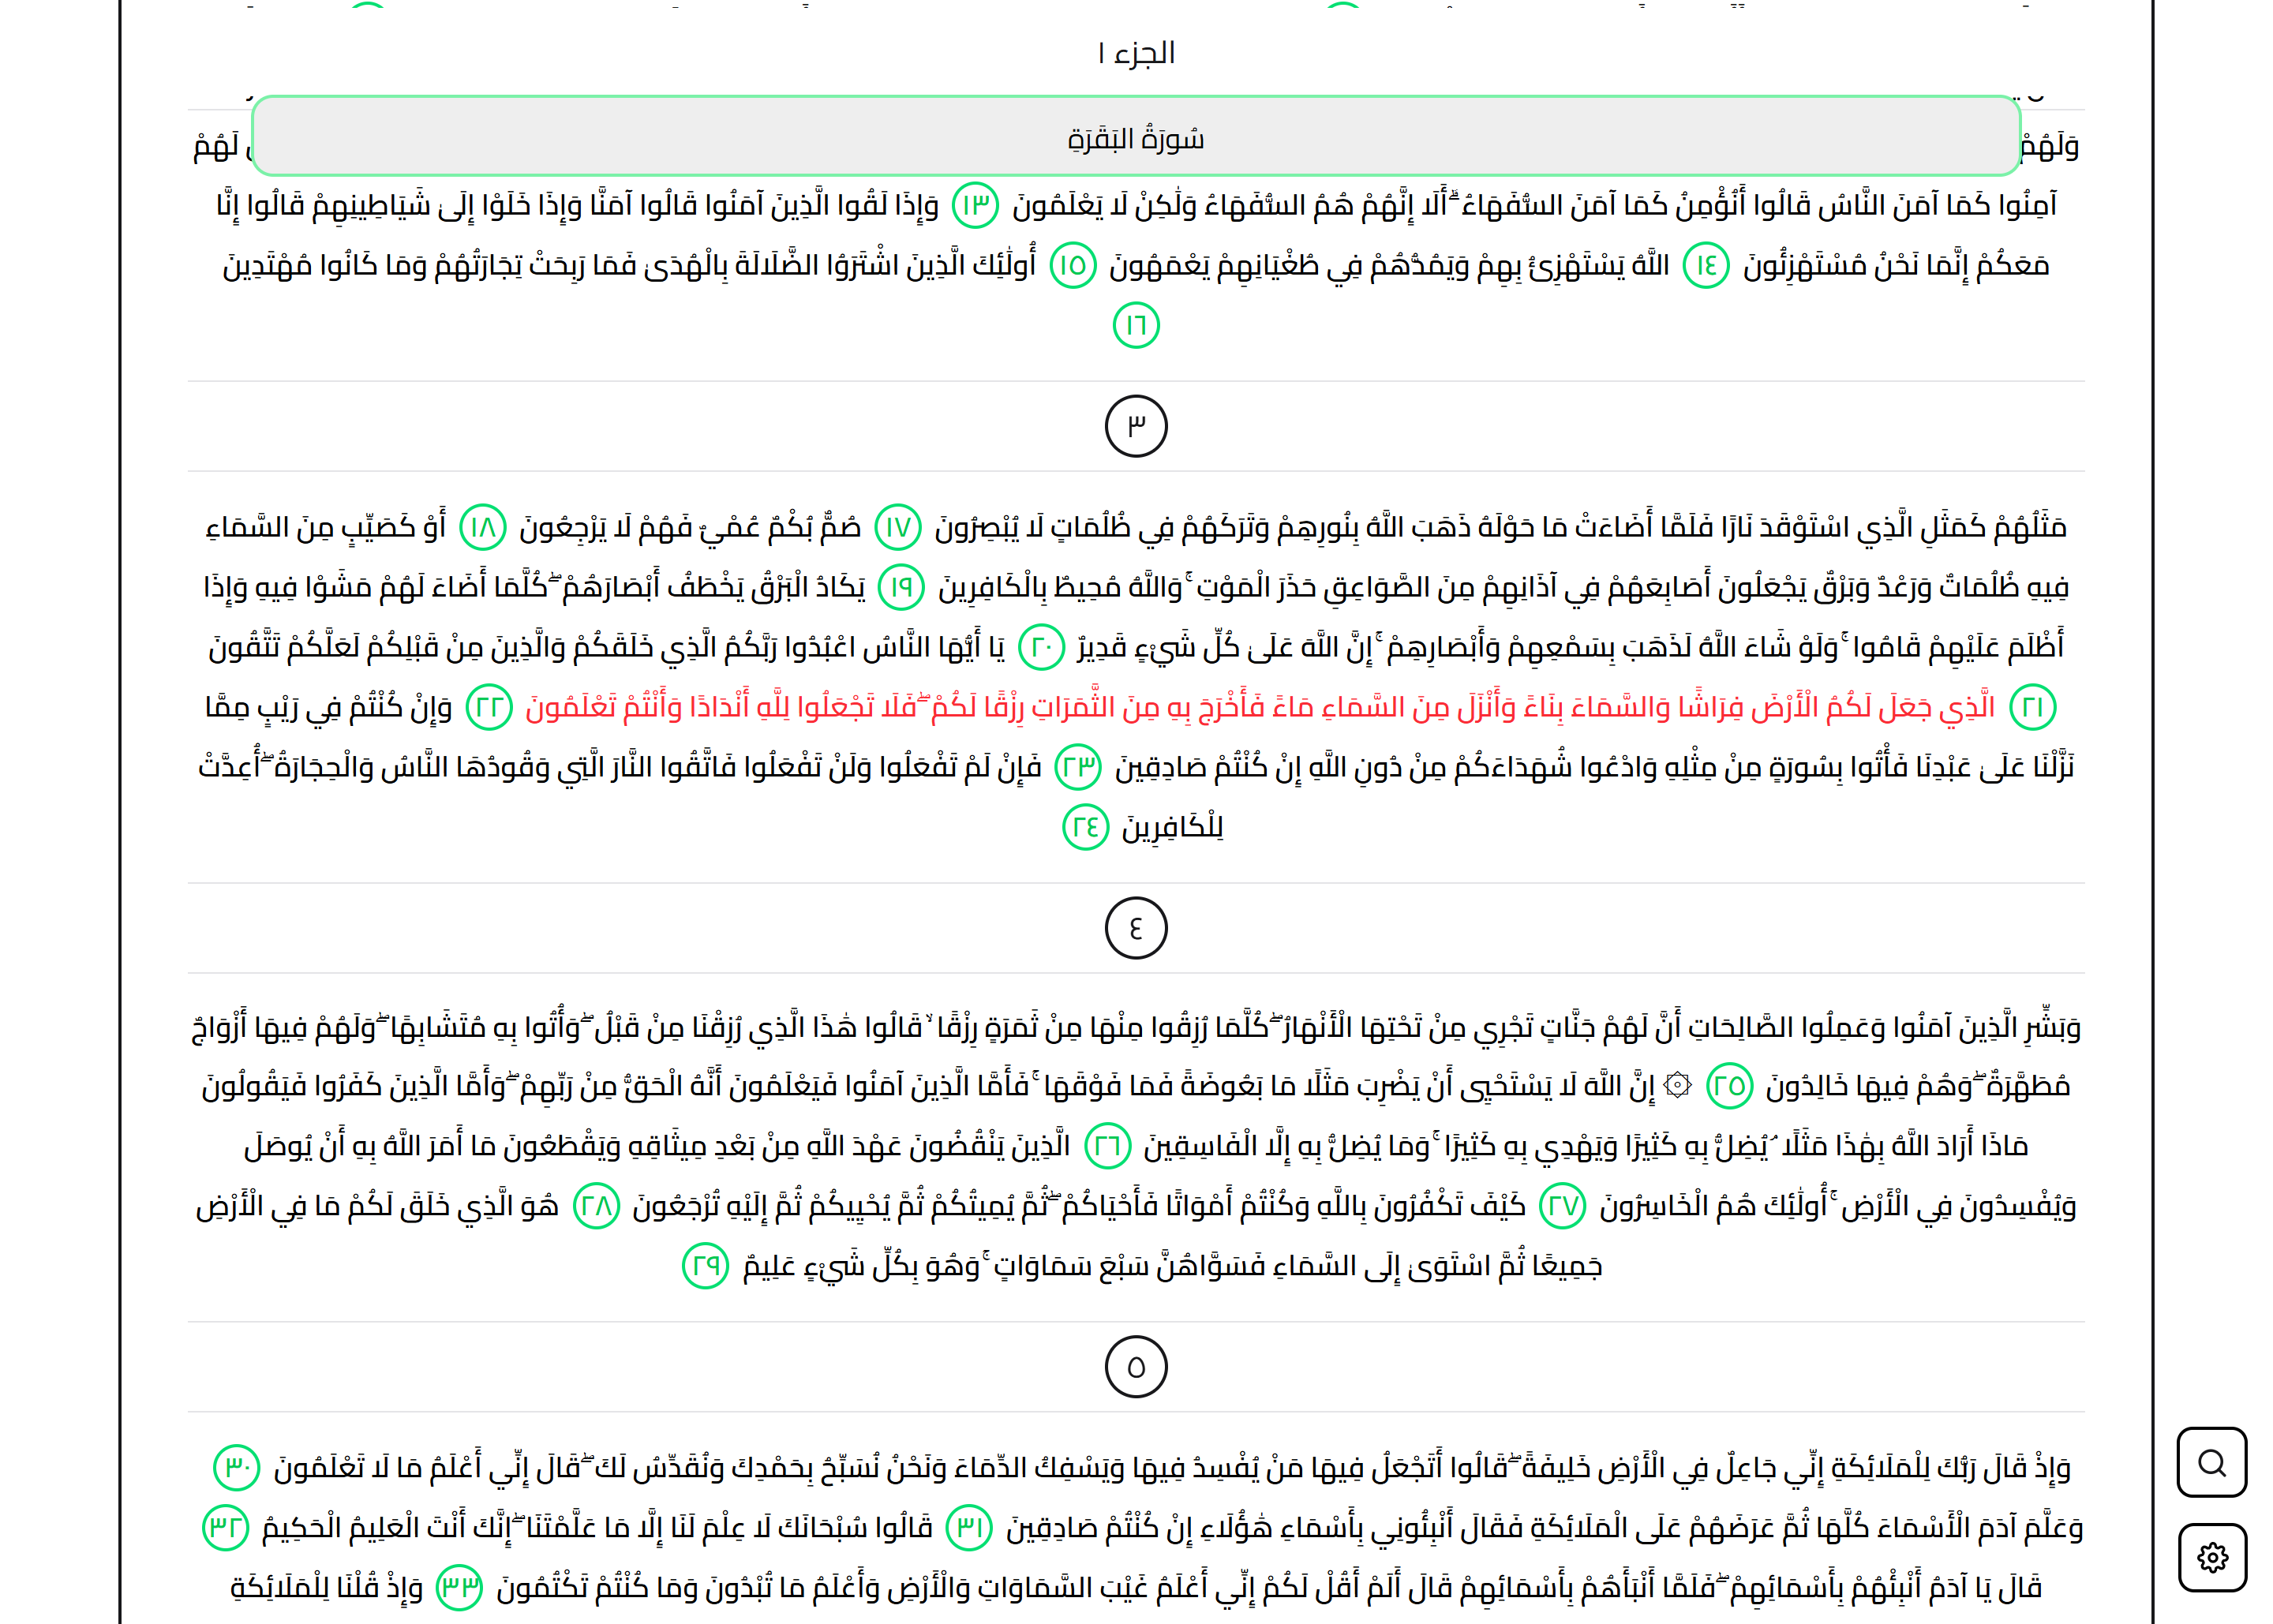 الجزء ١
سُورَةُ البَقَرَةِ
وَلَهُمْ لَهُمْ
آمِنُوا كَمَا آمَنَ النَّاسُ قَالُوا أَنُؤْمِنُ كَمَا آمَنَ السُّفَهَاءُ ۗ أَلَا إِنَّهُمْ هُمُ السُّفَهَاءُ وَلَٰكِنْ لَا يَعْلَمُونَ ١٣ وَإِذَا لَقُوا الَّذِينَ آمَنُوا قَالُوا آمَنَّا وَإِذَا خَلَوْا إِلَىٰ شَيَاطِينِهِمْ قَالُوا إِنَّا
مَعَكُمْ إِنَّمَا نَحْنُ مُسْتَهْزِئُونَ ١٤ اللَّهُ يَسْتَهْزِئُ بِهِمْ وَيَمُدُّهُمْ فِي طُغْيَانِهِمْ يَعْمَهُونَ ١٥ أُولَٰئِكَ الَّذِينَ اشْتَرَوُا الضَّلَالَةَ بِالْهُدَىٰ فَمَا رَبِحَتْ تِجَارَتُهُمْ وَمَا كَانُوا مُهْتَدِينَ
١٦
٣
مَثَلُهُمْ كَمَثَلِ الَّذِي اسْتَوْقَدَ نَارًا فَلَمَّا أَضَاءَتْ مَا حَوْلَهُ ذَهَبَ اللَّهُ بِنُورِهِمْ وَتَرَكَهُمْ فِي ظُلُمَاتٍ لَا يُبْصِرُونَ ١٧ صُمٌّ بُكْمٌ عُمْيٌ فَهُمْ لَا يَرْجِعُونَ ١٨ أَوْ كَصَيِّبٍ مِنَ السَّمَاءِ
فِيهِ ظُلُمَاتٌ وَرَعْدٌ وَبَرْقٌ يَجْعَلُونَ أَصَابِعَهُمْ فِي آذَانِهِمْ مِنَ الصَّوَاعِقِ حَذَرَ الْمَوْتِ ۚ وَاللَّهُ مُحِيطٌ بِالْكَافِرِينَ ١٩ يَكَادُ الْبَرْقُ يَخْطَفُ أَبْصَارَهُمْ ۖ كُلَّمَا أَضَاءَ لَهُمْ مَشَوْا فِيهِ وَإِذَا
أَظْلَمَ عَلَيْهِمْ قَامُوا ۚ وَلَوْ شَاءَ اللَّهُ لَذَهَبَ بِسَمْعِهِمْ وَأَبْصَارِهِمْ ۚ إِنَّ اللَّهَ عَلَىٰ كُلِّ شَيْءٍ قَدِيرٌ ٢٠ يَا أَيُّهَا النَّاسُ اعْبُدُوا رَبَّكُمُ الَّذِي خَلَقَكُمْ وَالَّذِينَ مِنْ قَبْلِكُمْ لَعَلَّكُمْ تَتَّقُونَ
٢١ الَّذِي جَعَلَ لَكُمُ الْأَرْضَ فِرَاشًا وَالسَّمَاءَ بِنَاءً وَأَنْزَلَ مِنَ السَّمَاءِ مَاءً فَأَخْرَجَ بِهِ مِنَ الثَّمَرَاتِ رِزْقًا لَكُمْ ۖ فَلَا تَجْعَلُوا لِلَّهِ أَنْدَادًا وَأَنْتُمْ تَعْلَمُونَ ٢٢ وَإِنْ كُنْتُمْ فِي رَيْبٍ مِمَّا
نَزَّلْنَا عَلَىٰ عَبْدِنَا فَأْتُوا بِسُورَةٍ مِنْ مِثْلِهِ وَادْعُوا شُهَدَاءَكُمْ مِنْ دُونِ اللَّهِ إِنْ كُنْتُمْ صَادِقِينَ ٢٣ فَإِنْ لَمْ تَفْعَلُوا وَلَنْ تَفْعَلُوا فَاتَّقُوا النَّارَ الَّتِي وَقُودُهَا النَّاسُ وَالْحِجَارَةُ ۖ أُعِدَّتْ
لِلْكَافِرِينَ ٢٤
٤
وَبَشِّرِ الَّذِينَ آمَنُوا وَعَمِلُوا الصَّالِحَاتِ أَنَّ لَهُمْ جَنَّاتٍ تَجْرِي مِنْ تَحْتِهَا الْأَنْهَارُ ۖ كُلَّمَا رُزِقُوا مِنْهَا مِنْ ثَمَرَةٍ رِزْقًا ۙ قَالُوا هَٰذَا الَّذِي رُزِقْنَا مِنْ قَبْلُ ۖ وَأُتُوا بِهِ مُتَشَابِهًا ۖ وَلَهُمْ فِيهَا أَزْوَاجٌ
مُطَهَّرَةٌ ۖ وَهُمْ فِيهَا خَالِدُونَ ٢٥ ۞ إِنَّ اللَّهَ لَا يَسْتَحْيِي أَنْ يَضْرِبَ مَثَلًا مَا بَعُوضَةً فَمَا فَوْقَهَا ۚ فَأَمَّا الَّذِينَ آمَنُوا فَيَعْلَمُونَ أَنَّهُ الْحَقُّ مِنْ رَبِّهِمْ ۖ وَأَمَّا الَّذِينَ كَفَرُوا فَيَقُولُونَ
مَاذَا أَرَادَ اللَّهُ بِهَٰذَا مَثَلًا ۘ يُضِلُّ بِهِ كَثِيرًا وَيَهْدِي بِهِ كَثِيرًا ۚ وَمَا يُضِلُّ بِهِ إِلَّا الْفَاسِقِينَ ٢٦ الَّذِينَ يَنْقُضُونَ عَهْدَ اللَّهِ مِنْ بَعْدِ مِيثَاقِهِ وَيَقْطَعُونَ مَا أَمَرَ اللَّهُ بِهِ أَنْ يُوصَلَ
وَيُفْسِدُونَ فِي الْأَرْضِ ۚ أُولَٰئِكَ هُمُ الْخَاسِرُونَ ٢٧ كَيْفَ تَكْفُرُونَ بِاللَّهِ وَكُنْتُمْ أَمْوَاتًا فَأَحْيَاكُمْ ۖ ثُمَّ يُمِيتُكُمْ ثُمَّ يُحْيِيكُمْ ثُمَّ إِلَيْهِ تُرْجَعُونَ ٢٨ هُوَ الَّذِي خَلَقَ لَكُمْ مَا فِي الْأَرْضِ
جَمِيعًا ثُمَّ اسْتَوَىٰ إِلَى السَّمَاءِ فَسَوَّاهُنَّ سَبْعَ سَمَاوَاتٍ ۚ وَهُوَ بِكُلِّ شَيْءٍ عَلِيمٌ ٢٩
٥
وَإِذْ قَالَ رَبُّكَ لِلْمَلَائِكَةِ إِنِّي جَاعِلٌ فِي الْأَرْضِ خَلِيفَةً ۖ قَالُوا أَتَجْعَلُ فِيهَا مَنْ يُفْسِدُ فِيهَا وَيَسْفِكُ الدِّمَاءَ وَنَحْنُ نُسَبِّحُ بِحَمْدِكَ وَنُقَدِّسُ لَكَ ۖ قَالَ إِنِّي أَعْلَمُ مَا لَا تَعْلَمُونَ ٣٠
وَعَلَّمَ آدَمَ الْأَسْمَاءَ كُلَّهَا ثُمَّ عَرَضَهُمْ عَلَى الْمَلَائِكَةِ فَقَالَ أَنْبِئُونِي بِأَسْمَاءِ هَٰؤُلَاءِ إِنْ كُنْتُمْ صَادِقِينَ ٣١ قَالُوا سُبْحَانَكَ لَا عِلْمَ لَنَا إِلَّا مَا عَلَّمْتَنَا ۖ إِنَّكَ أَنْتَ الْعَلِيمُ الْحَكِيمُ ٣٢
قَالَ يَا آدَمُ أَنْبِئْهُمْ بِأَسْمَائِهِمْ ۖ فَلَمَّا أَنْبَأَهُمْ بِأَسْمَائِهِمْ قَالَ أَلَمْ أَقُلْ لَكُمْ إِنِّي أَعْلَمُ غَيْبَ السَّمَاوَاتِ وَالْأَرْضِ وَأَعْلَمُ مَا تُبْدُونَ وَمَا كُنْتُمْ تَكْتُمُونَ ٣٣ وَإِذْ قُلْنَا لِلْمَلَائِكَةِ